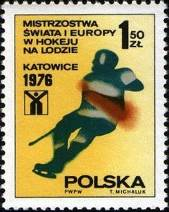 MISTRZOSTWA
ŚWIATA I EUROPY
W HOKEJU
NA LODZIE
1.50
ZŁ
KATOWICE
1976
POLSKA
PWPW
T. MICHALUK